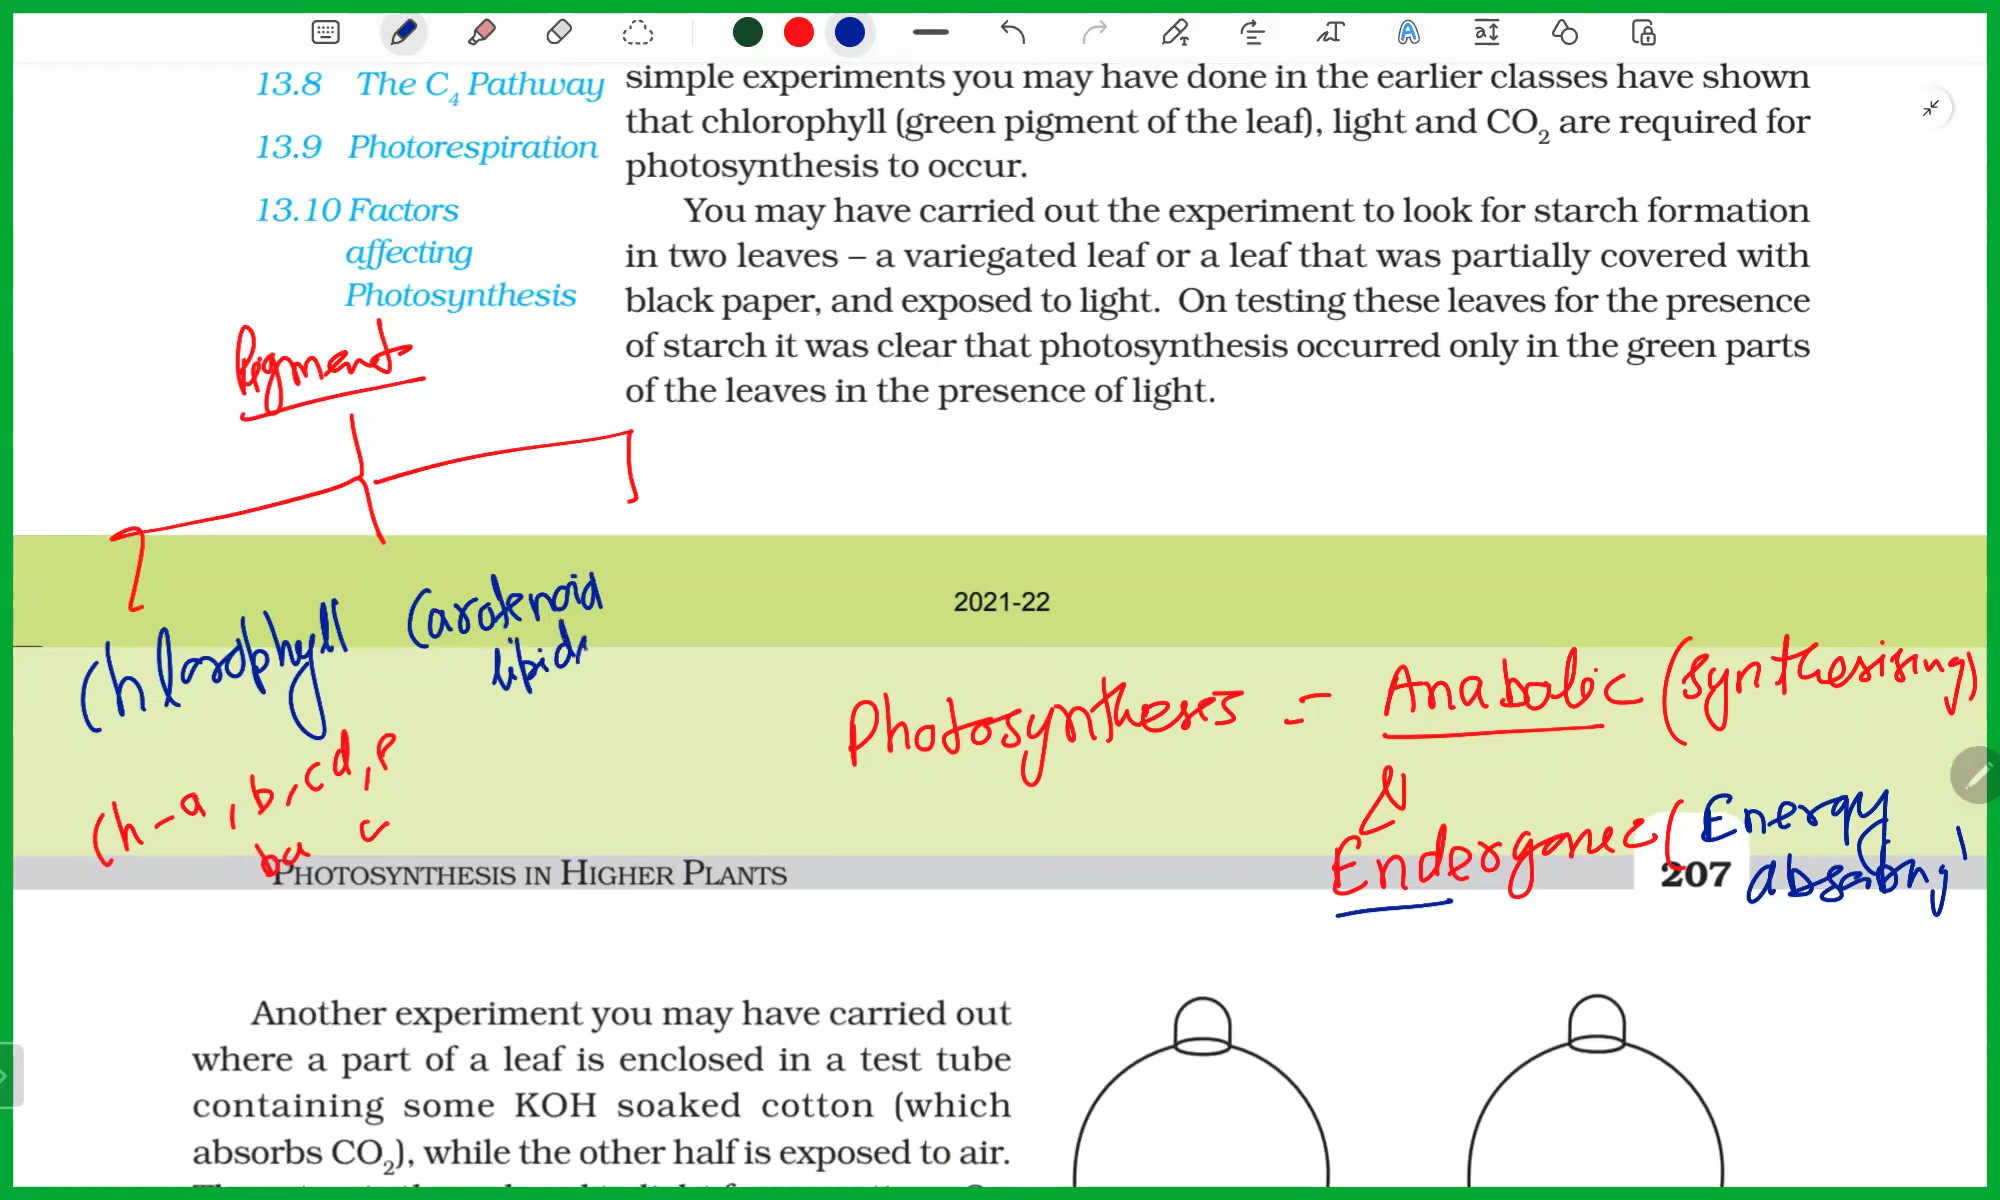 13.8 The C4 Pathway
13.9 Photorespiration
13.10 Factors
affecting
Photosynthesis
simple experiments you may have done in the earlier classes have shown
that chlorophyll (green pigment of the leaf), light and CO2 are required for
photosynthesis to occur.
You may have carried out the experiment to look for starch formation
in two leaves – a variegated leaf or a leaf that was partially covered with
black paper, and exposed to light. On testing these leaves for the presence
of starch it was clear that photosynthesis occurred only in the green parts
of the leaves in the presence of light.
Pigment
2021-22
Chlorophyll
Carotenoid
lipids
Ch-a, b, c d, e
Photosynthesis = Anabolic (Synthesising)
&
Endergonic (Energy
absorbing)
PHOTOSYNTHESIS IN HIGHER PLANTS
207
Another experiment you may have carried out
where a part of a leaf is enclosed in a test tube
containing some KOH soaked cotton (which
absorbs CO2), while the other half is exposed to air.